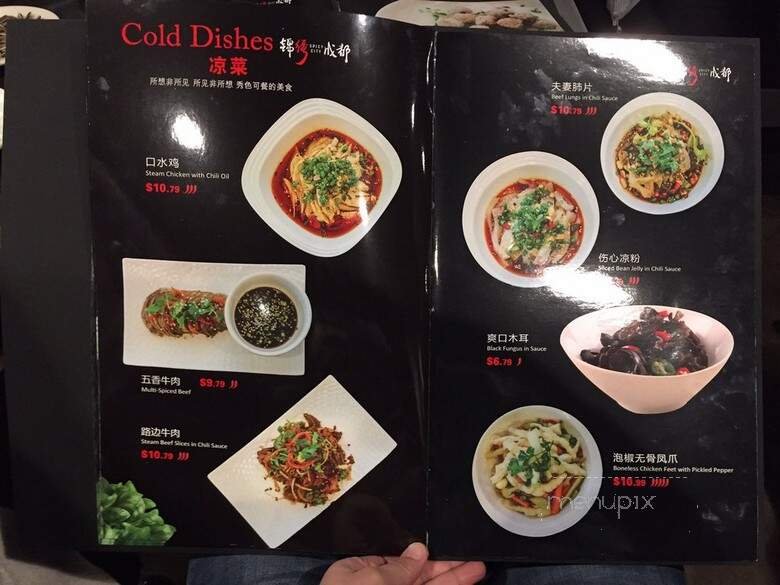 Cold Dishes
锦绣 SPICY CITY 成都
凉菜
所想非所见 所见非所想 秀色可餐的美食
口水鸡
Steam Chicken with Chili Oil
$10.79
五香牛肉 $9.79
Multi-Spiced Beef
路边牛肉
Steam Beef Slices in Chili Sauce
$10.79
成都
夫妻肺片
Beef Lungs in Chili Sauce
$10.79
伤心凉粉
Sliced Bean Jelly in Chili Sauce
爽口木耳
Black Fungus in Sauce
$6.79
泡椒无骨凤爪
Boneless Chicken Feet with Pickled Pepper
$10.99
menupix